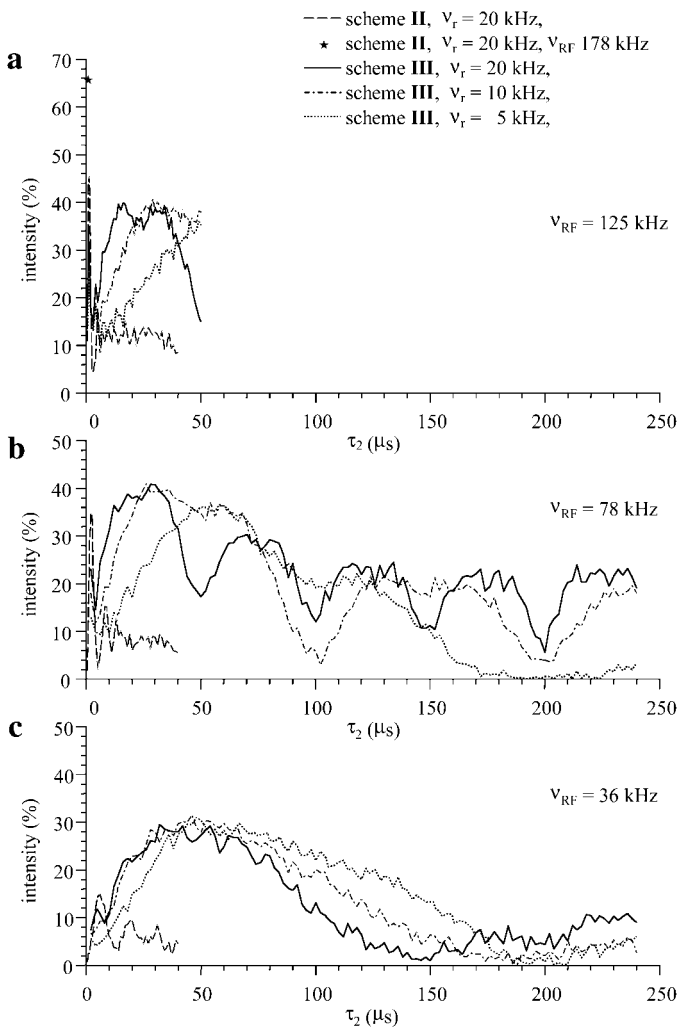 scheme II, νr = 20 kHz,
scheme II, νr = 20 kHz, νRF 178 kHz
scheme III, νr = 20 kHz,
scheme III, νr = 10 kHz,
scheme III, νr = 5 kHz,
a
70
60
50
40
30
20
10
0
intensity (%)
νRF = 125 kHz
0 50 100 150 200 250
τ2 (μs)
b
50
40
30
20
10
0
intensity (%)
νRF = 78 kHz
0 50 100 150 200 250
τ2 (μs)
c
50
40
30
20
10
0
intensity (%)
νRF = 36 kHz
0 50 100 150 200 250
τ2 (μs)